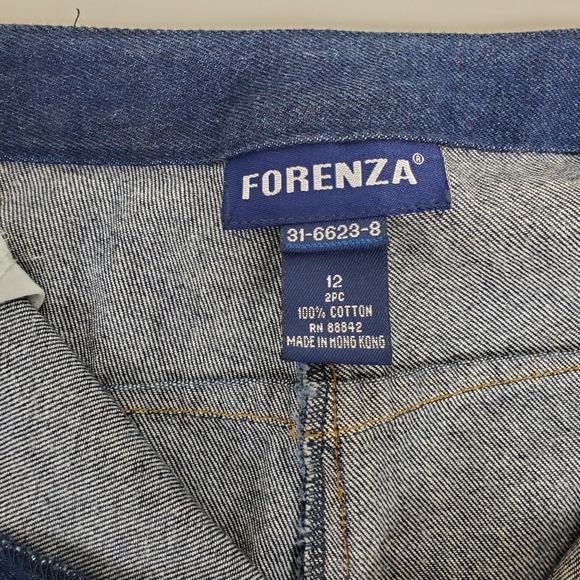 FORENZA®
31-6623-8
12
2PC
100% COTTON
RN 88842
MADE IN HONG KONG